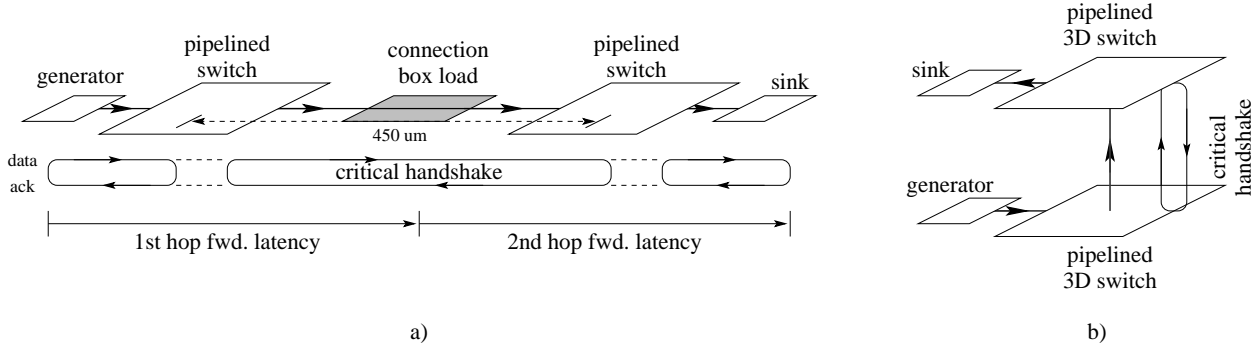 a)
generator
pipelined
switch
connection
box load
pipelined
switch
sink
450 um
data
ack
critical handshake
1st hop fwd. latency
2nd hop fwd. latency
b)
pipelined
3D switch
sink
critical
handshake
generator
pipelined
3D switch